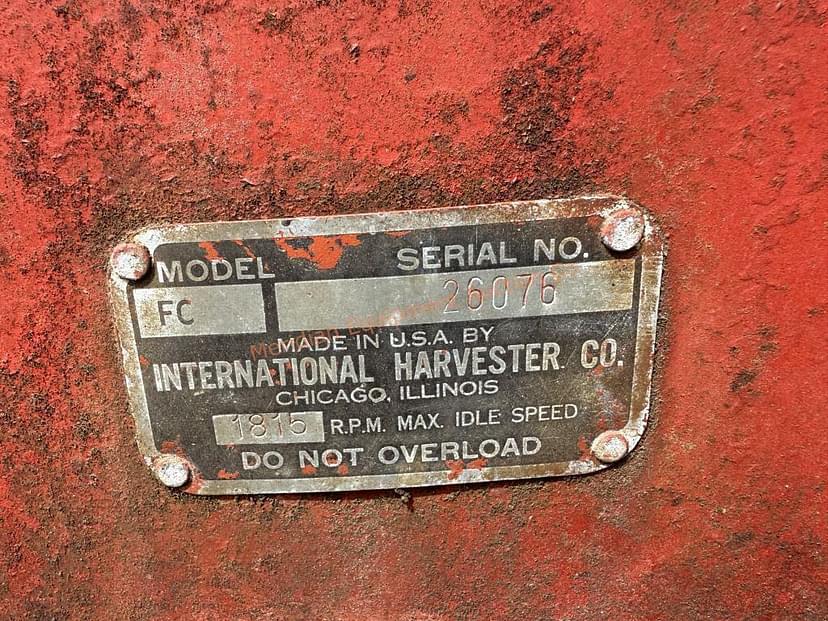 MODEL SERIAL NO.
FC 26076
MADE IN U.S.A. BY
INTERNATIONAL HARVESTER CO.
CHICAGO, ILLINOIS
1815 R.P.M. MAX. IDLE SPEED
DO NOT OVERLOAD